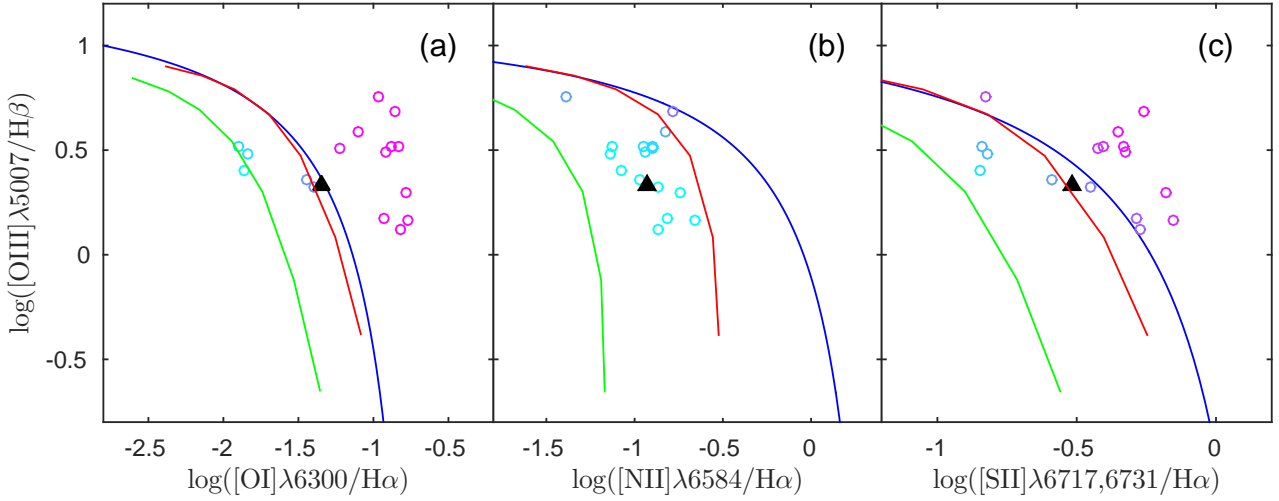 (a)
(b)
(c)
1
0.5
0
-0.5
log([OIII]λ5007/Hβ)
-2.5 -2 -1.5 -1 -0.5
-1.5 -1 -0.5 0
-1 -0.5 0
log([OI]λ6300/Hα)
log([NII]λ6584/Hα)
log([SII]λ6717,6731/Hα)